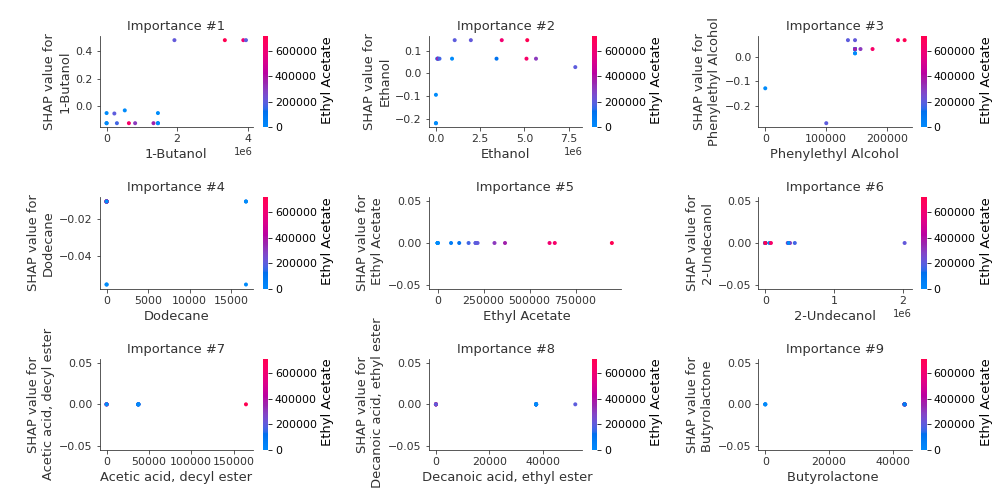 Importance #1
SHAP value for
1-Butanol
0.4
0.2
0.0
0
2
4
1e6
1-Butanol
600000
400000
200000
0
Ethyl Acetate
Importance #2
SHAP value for
Ethanol
0.1
0.0
−0.1
−0.2
0.0
2.5
5.0
7.5
1e6
Ethanol
600000
400000
200000
0
Ethyl Acetate
Importance #3
SHAP value for
Phenylethyl Alcohol
0.0
−0.1
−0.2
0
100000
200000
Phenylethyl Alcohol
600000
400000
200000
0
Ethyl Acetate
Importance #4
SHAP value for
Dodecane
−0.02
−0.04
0
5000
10000
15000
Dodecane
600000
400000
200000
0
Ethyl Acetate
Importance #5
SHAP value for
Ethyl Acetate
0.05
0.00
−0.05
0
250000
500000
750000
Ethyl Acetate
Importance #6
SHAP value for
2-Undecanol
0.05
0.00
−0.05
0
1
2
1e6
2-Undecanol
600000
400000
200000
0
Ethyl Acetate
Importance #7
SHAP value for
Acetic acid, decyl ester
0.05
0.00
−0.05
0
50000
100000
150000
Acetic acid, decyl ester
600000
400000
200000
0
Ethyl Acetate
Importance #8
SHAP value for
Decanoic acid, ethyl ester
0.05
0.00
−0.05
0
20000
40000
Decanoic acid, ethyl ester
600000
400000
200000
0
Ethyl Acetate
Importance #9
SHAP value for
Butyrolactone
0.05
0.00
−0.05
0
20000
40000
Butyrolactone
600000
400000
200000
0
Ethyl Acetate